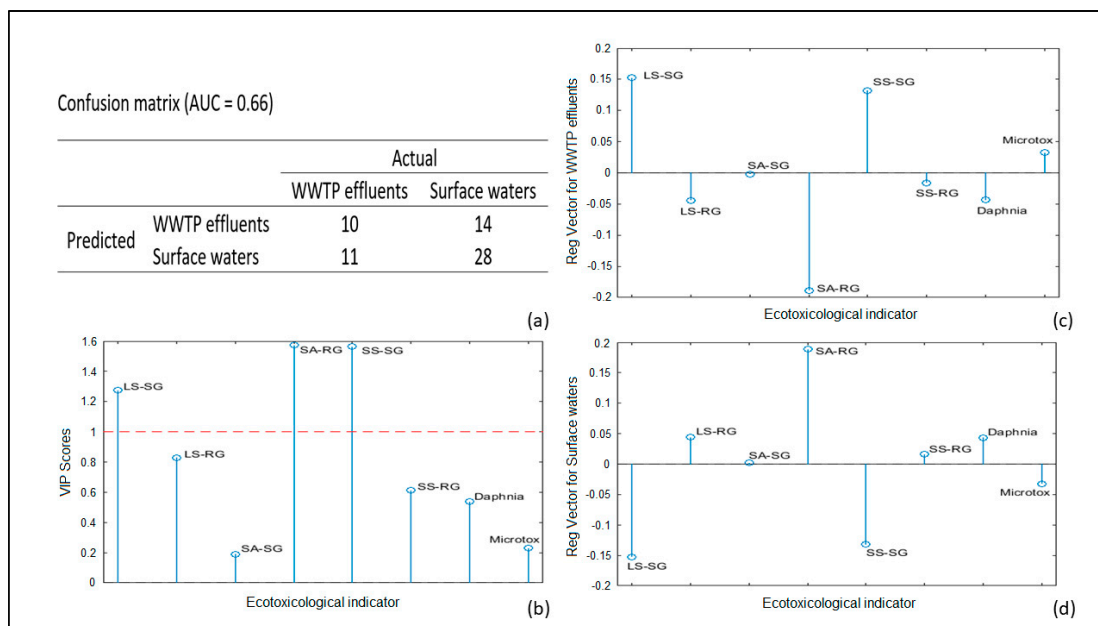 Confusion matrix (AUC = 0.66)
Actual
WWTP effluents Surface waters
Predicted
WWTP effluents 10 14
Surface waters 11 28
(a)
VIP Scores
1.6
1.4
1.2
1
0.8
0.6
0.4
0.2
0
LS-SG
LS-RG
SA-SG
SA-RG
SS-SG
SS-RG
Daphnia
Microtox
Ecotoxicological indicator
(b)
Reg Vector for WWTP effluents
0.2
0.15
0.1
0.05
0
-0.05
-0.1
-0.15
-0.2
LS-SG
LS-RG
SA-SG
SA-RG
SS-SG
SS-RG
Daphnia
Microtox
Ecotoxicological indicator
(c)
Reg Vector for Surface waters
0.2
0.15
0.1
0.05
0
-0.05
-0.1
-0.15
-0.2
LS-SG
LS-RG
SA-SG
SA-RG
SS-SG
SS-RG
Daphnia
Microtox
Ecotoxicological indicator
(d)